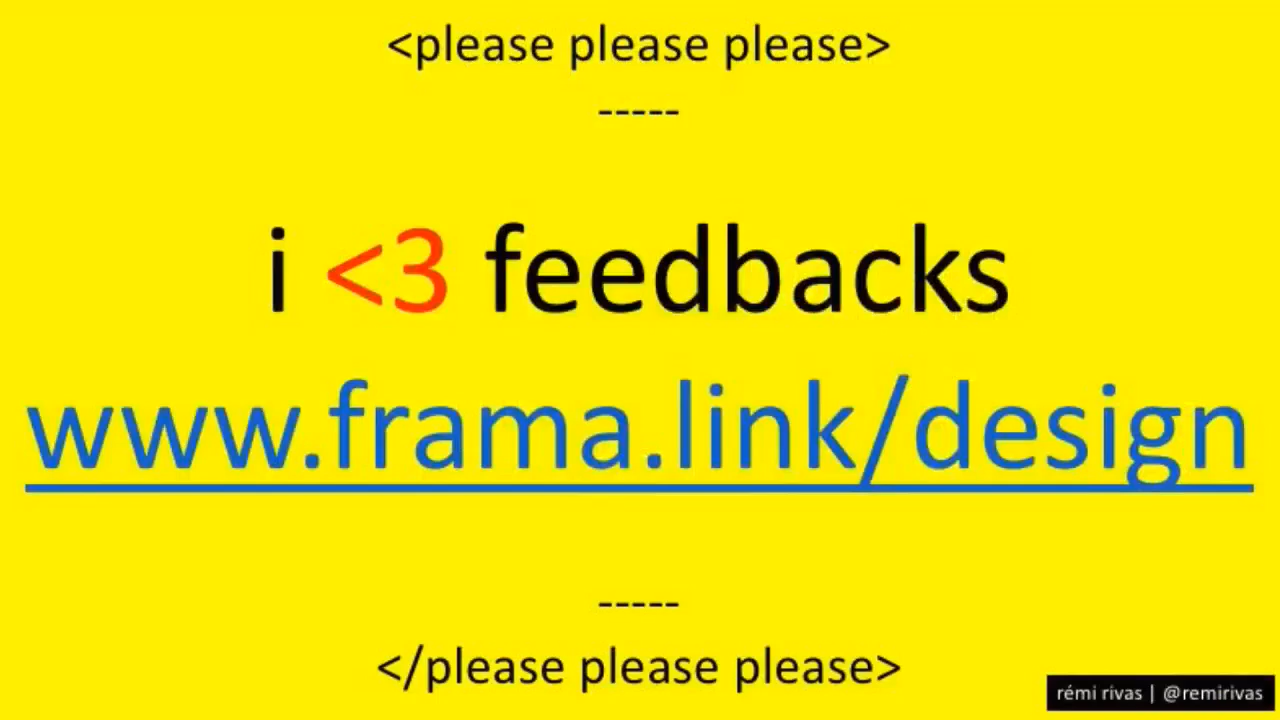 <please please please>
-----
i <3 feedbacks
www.frama.link/design
-----
</please please please>
rémi rivas | @remirivas